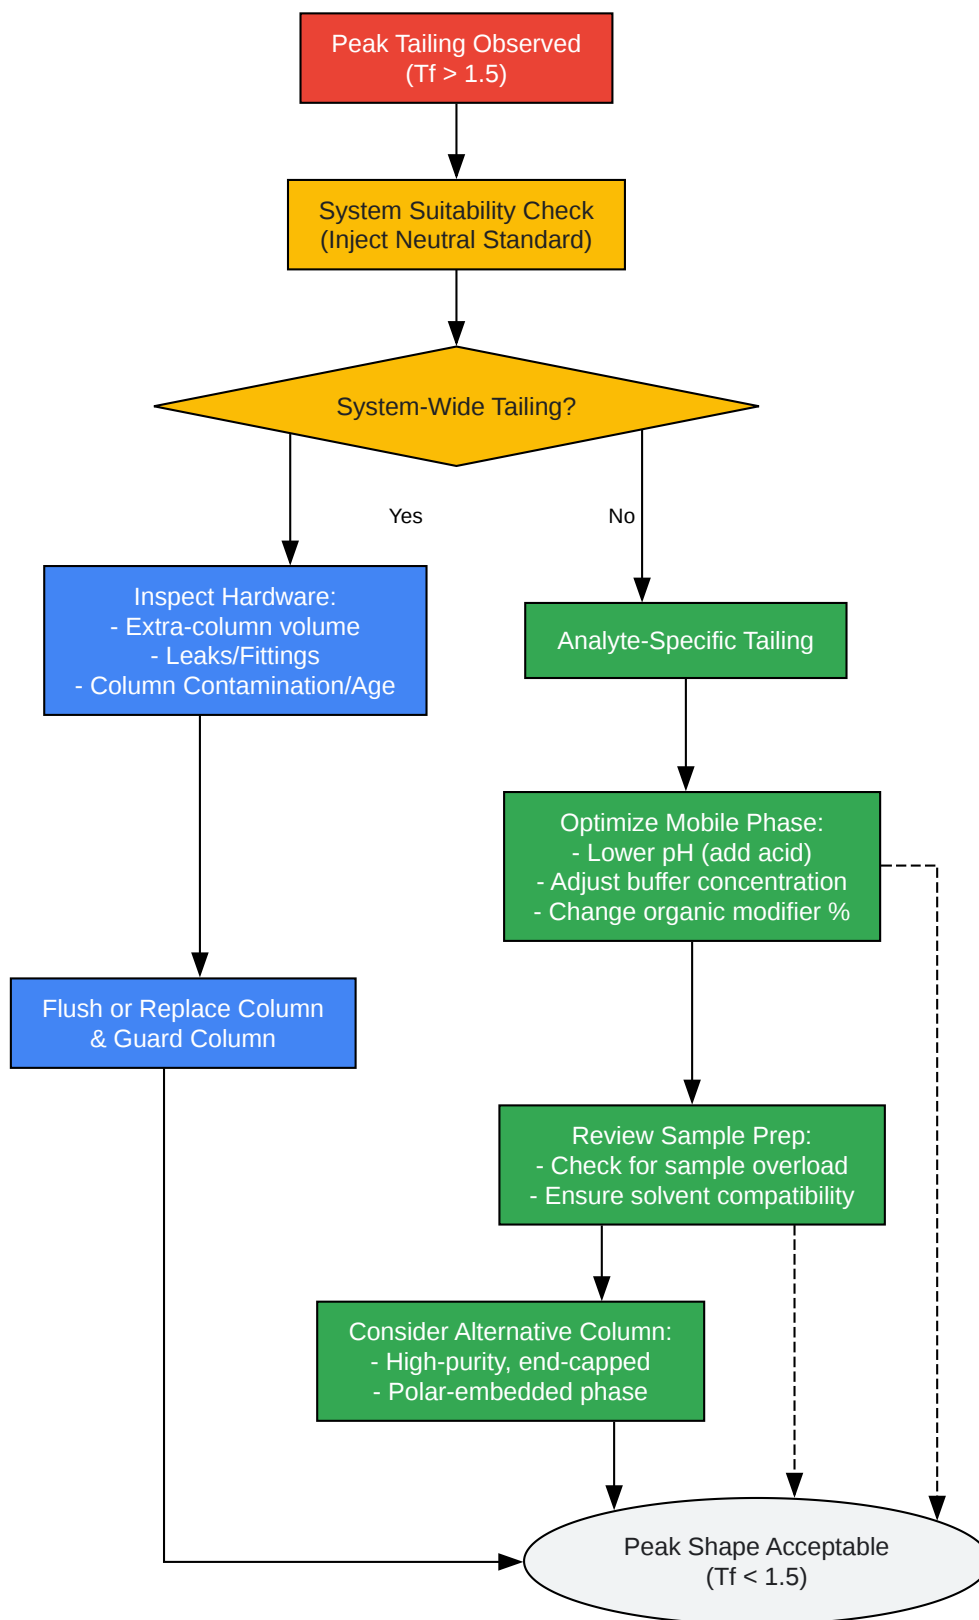 Peak Tailing Observed
(Tf > 1.5)
System Suitability Check
(Inject Neutral Standard)
System-Wide Tailing?
Yes
No
Inspect Hardware:
- Extra-column volume
- Leaks/Fittings
- Column Contamination/Age
Analyte-Specific Tailing
Optimize Mobile Phase:
- Lower pH (add acid)
- Adjust buffer concentration
- Change organic modifier %
Flush or Replace Column
& Guard Column
Review Sample Prep:
- Check for sample overload
- Ensure solvent compatibility
Consider Alternative Column:
- High-purity, end-capped
- Polar-embedded phase
Peak Shape Acceptable
(Tf < 1.5)